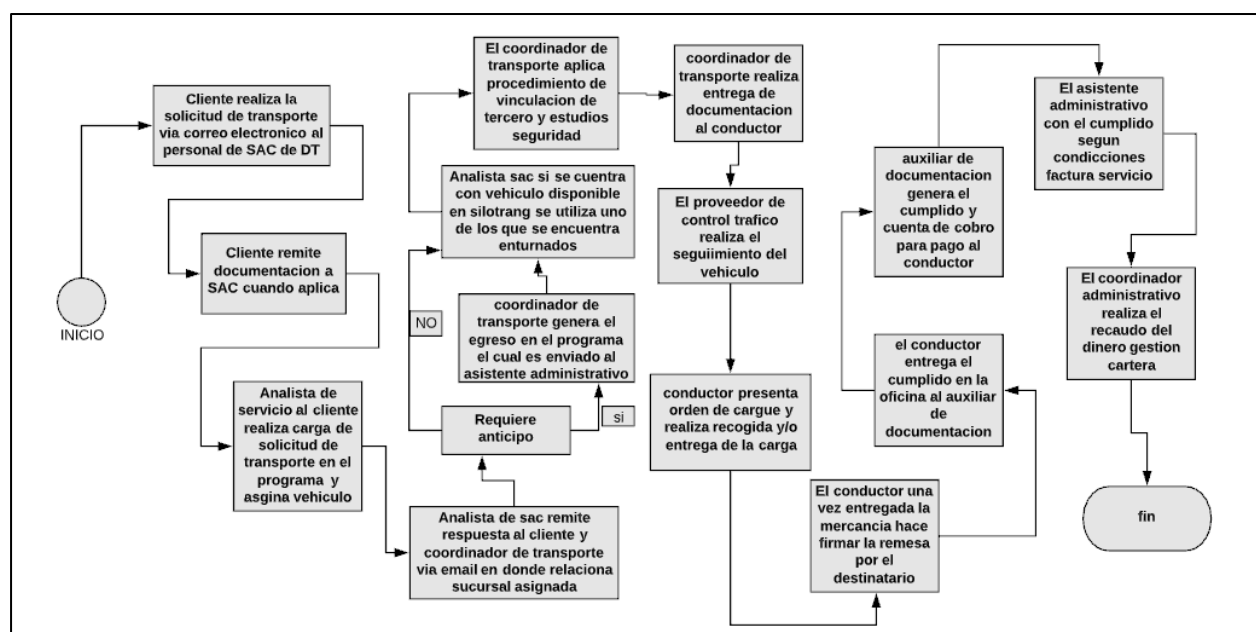 INICIO
Cliente realiza la
solicitud de transporte
via correo electronico al
personal de SAC de DT
Cliente remite
documentacion a
SAC cuando aplica
Analista de
servicio al cliente
realiza carga de
solicitud de
transporte en el
programa y
asgina vehiculo
Analista de sac remite
respuesta al cliente y
coordinador de transporte
via email en donde relaciona
sucursal asignada
Requiere
anticipo
NO
si
coordinador de
transporte genera el
egreso en el programa
el cual es enviado al
asistente administrativo
Analista sac si se cuentra
con vehiculo disponible
en silotrang se utiliza uno
de los que se encuentra
enturnados
El coordinador de
transporte aplica
procedimiento de
vinculacion de
tercero y estudios
seguridad
coordinador de
transporte realiza
entrega de
documentacion
al conductor
El proveedor de
control trafico
realiza el
seguiimiento del
vehiculo
conductor presenta
orden de cargue y
realiza recogida y/o
entrega de la carga
El conductor una
vez entregada la
mercancia hace
firmar la remesa
por el
destinatario
el conductor
entrega el
cumplido en la
oficina al auxiliar
de
documentacion
auxiliar de
documentacion
genera el
cumplido y
cuenta de cobro
para pago al
conductor
El asistente
administrativo
con el cumplido
segun
condicciones
factura servicio
El coordinador
administrativo
realiza el
recaudo del
dinero gestion
cartera
fin